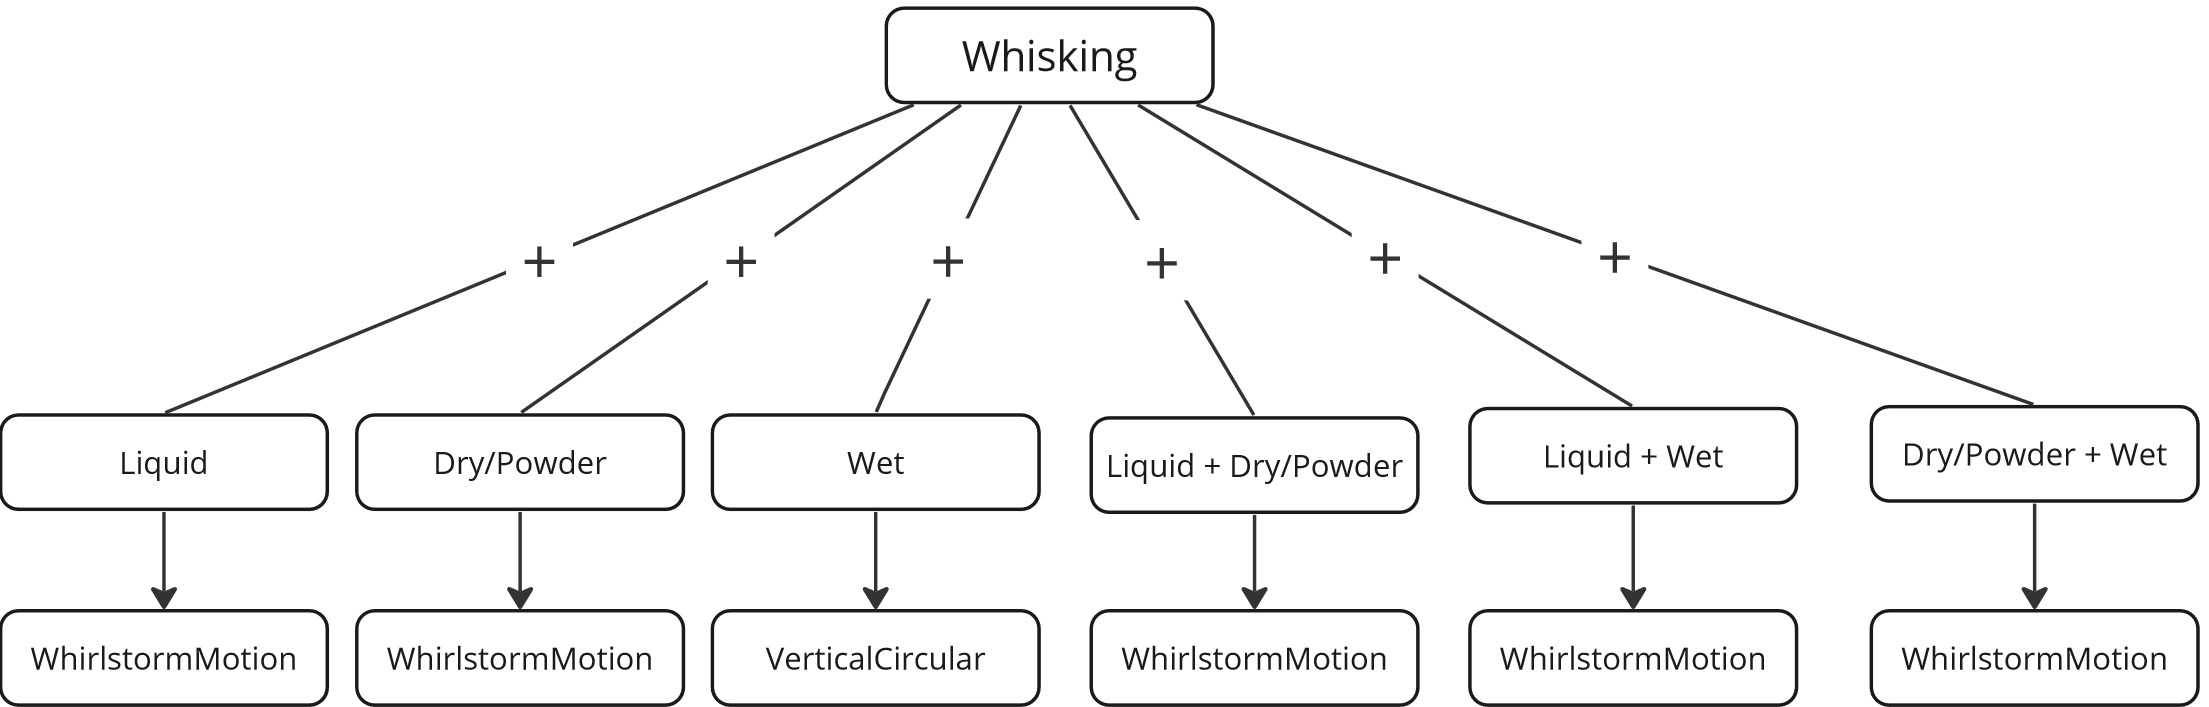 Whisking
+ + + + + +
Liquid
Dry/Powder
Wet
Liquid + Dry/Powder
Liquid + Wet
Dry/Powder + Wet
WhirlstormMotion
WhirlstormMotion
VerticalCircular
WhirlstormMotion
WhirlstormMotion
WhirlstormMotion